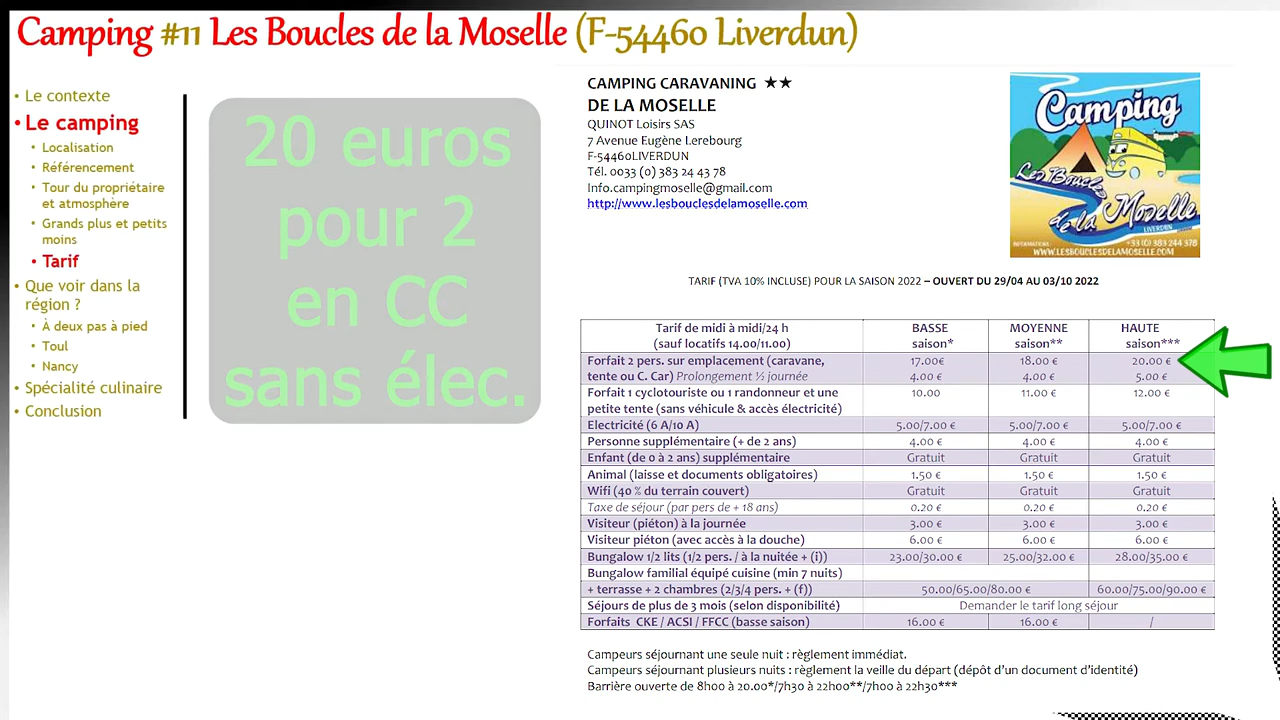 Camping #11 Les Boucles de la Moselle (F-54460 Liverdun)
• Le contexte
• Le camping
• Localisation
• Référencement
• Tour du propriétaire
et atmosphère
• Grands plus et petits
moins
• Tarif
• Que voir dans la
région ?
• À deux pas à pied
• Toul
• Nancy
• Spécialité culinaire
• Conclusion
20 euros
pour 2
en CC
sans élec.
CAMPING CARAVANING ★★
DE LA MOSELLE
QUINOT Loisirs SAS
7 Avenue Eugène Lerebourg
F-54460LIVERDUN
Tél. 0033 (0) 383 24 43 78
Info.campingmoselle@gmail.com
http://www.lesbouclesdelamoselle.com
Camping
Les Boucles
de la Moselle
LIVERDUN
+33 (0) 383 244 378
WWW.LESBOUCLESDELAMOSELLE.COM
TARIF (TVA 10% INCLUSE) POUR LA SAISON 2022 – OUVERT DU 29/04 AU 03/10 2022
Tarif de midi à midi/24 h BASSE MOYENNE HAUTE
(sauf locatifs 14.00/11.00) saison* saison** saison***
Forfait 2 pers. sur emplacement (caravane, 17.00€ 18.00 € 20.00 €
tente ou C. Car) Prolongement ½ journée 4.00 € 4.00 € 5.00 €
Forfait 1 cyclotouriste ou 1 randonneur et une 10.00 11.00 € 12.00 €
petite tente (sans véhicule & accès électricité)
Electricité (6 A/10 A) 5.00/7.00 € 5.00/7.00 € 5.00/7.00 €
Personne supplémentaire (+ de 2 ans) 4.00 € 4.00 € 4.00 €
Enfant (de 0 à 2 ans) supplémentaire Gratuit Gratuit Gratuit
Animal (laisse et documents obligatoires) 1.50 € 1.50 € 1.50 €
Wifi (40 % du terrain couvert) Gratuit Gratuit Gratuit
Taxe de séjour (par pers de + 18 ans) 0.20 € 0.20 € 0.20 €
Visiteur (piéton) à la journée 3.00 € 3.00 € 3.00 €
Visiteur piéton (avec accès à la douche) 6.00 € 6.00 € 6.00 €
Bungalow 1/2 lits (1/2 pers. / à la nuitée + (i)) 23.00/30.00 € 25.00/32.00 € 28.00/35.00 €
Bungalow familial équipé cuisine (min 7 nuits)
+ terrasse + 2 chambres (2/3/4 pers. + (f)) 50.00/65.00/80.00 € 60.00/75.00/90.00 €
Séjours de plus de 3 mois (selon disponibilité) Demander le tarif long séjour
Forfaits CKE / ACSI / FFCC (basse saison) 16.00 € 16.00 € /
Campeurs séjournant une seule nuit : règlement immédiat.
Campeurs séjournant plusieurs nuits : règlement la veille du départ (dépôt d'un document d'identité)
Barrière ouverte de 8h00 à 20.00*/7h30 à 22h00**/7h00 à 22h30***